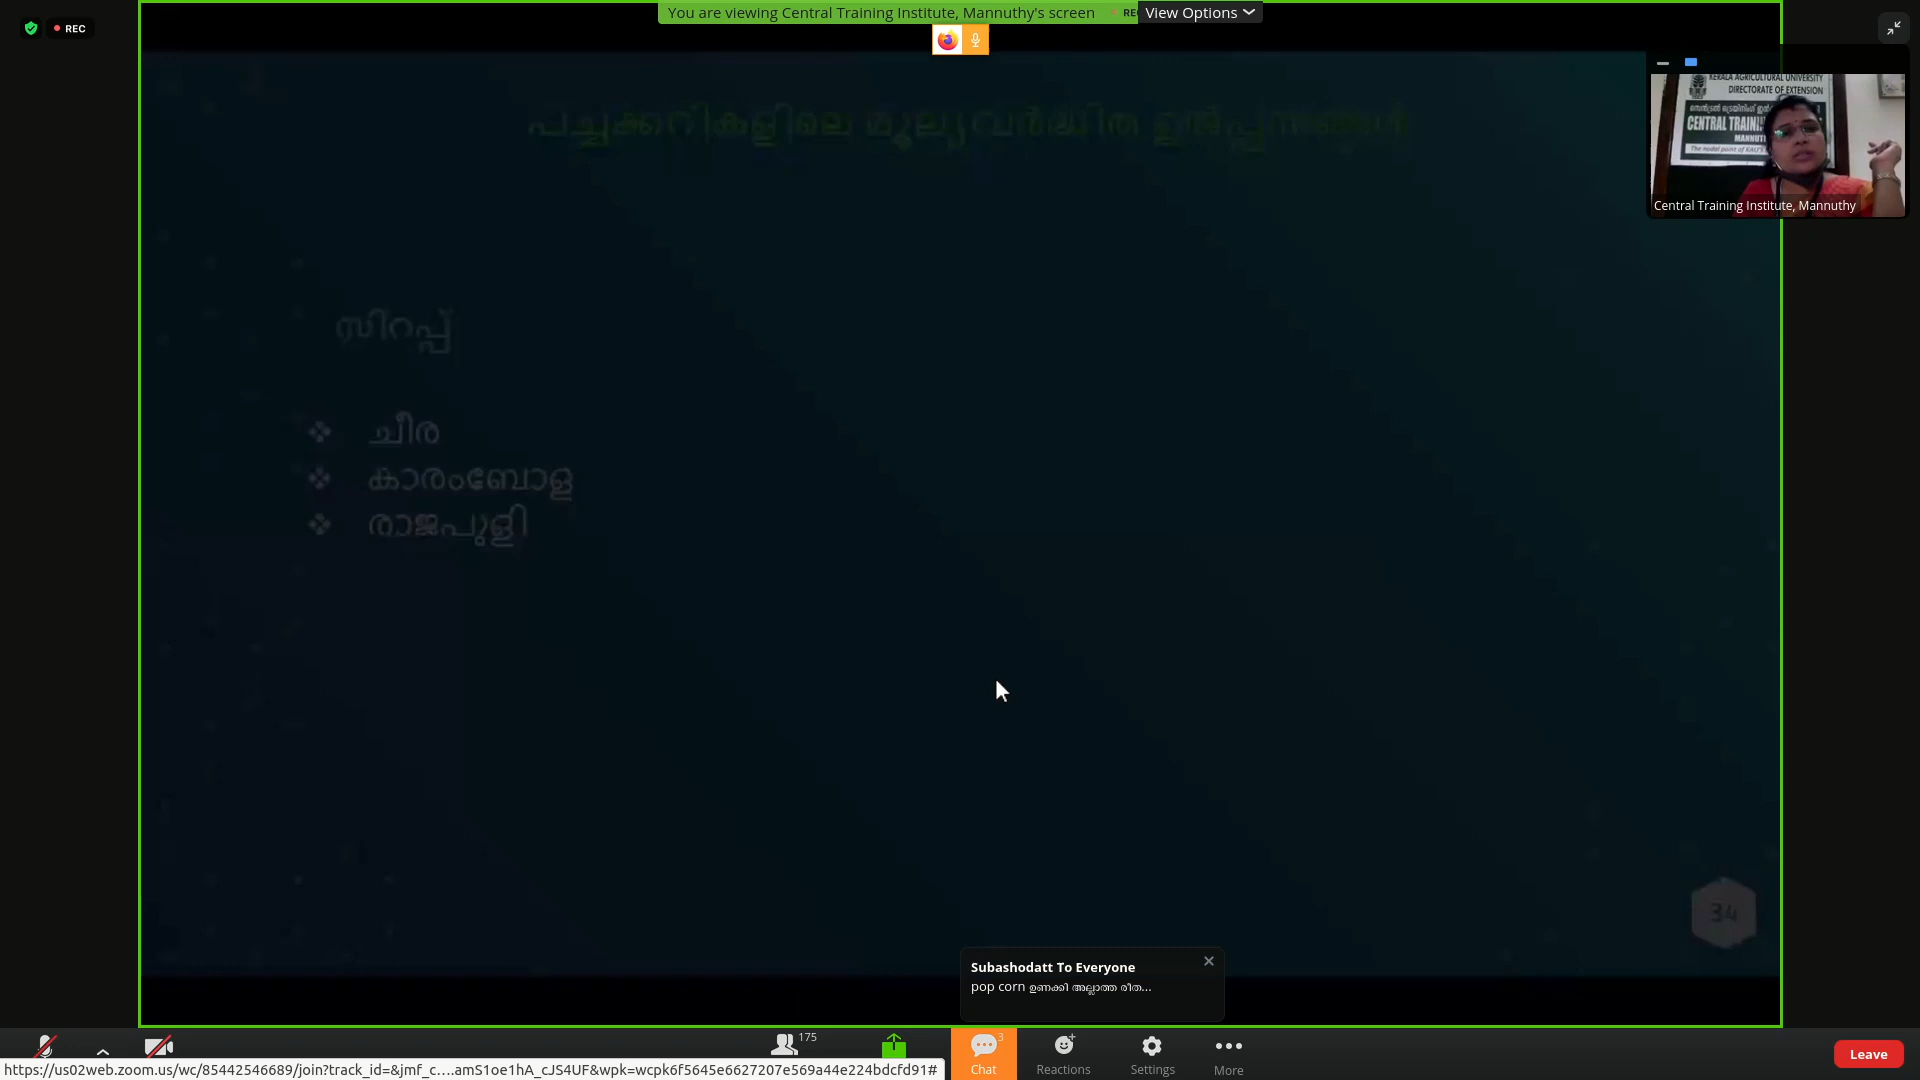 You are viewing Central Training Institute, Mannuthy's screen
View Options
REC
പച്ചക്കറികളിലെ മൂല്യവർദ്ധിത ഉൽപ്പന്നങ്ങൾ
KERALA AGRICULTURAL UNIVERSITY
DIRECTORATE OF EXTENSION
Central Training Institute, Mannuthy
സിറപ്പ്
ചീര
കാരംബോള
രാജപുളി
34
Subashodatt To Everyone
pop corn ഉണക്കി അല്ലാത്ത രീത...
175
3
Chat
Reactions
Settings
More
Leave
https://us02web.zoom.us/wc/85442546689/join?track_id=&jmf_c....amS1oe1hA_cJS4UF&wpk=wcpk6f5645e6627207e569a44e224bdcfd91#